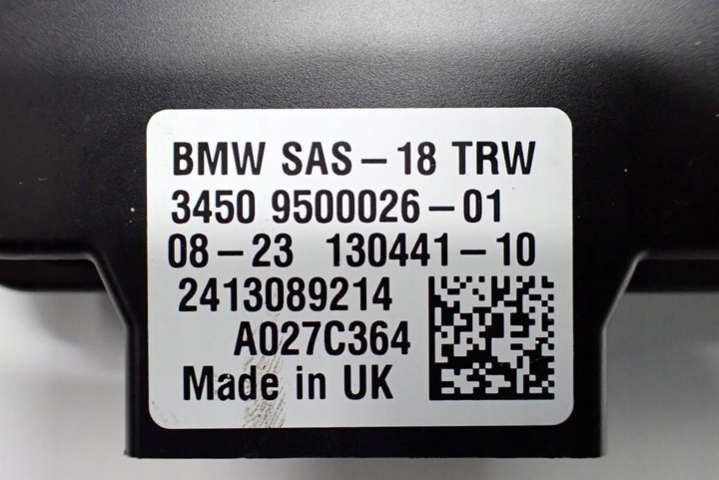 BMW SAS-18 TRW
3450 9500026-01
08-23 130441-10
2413089214
A027C364
Made in UK